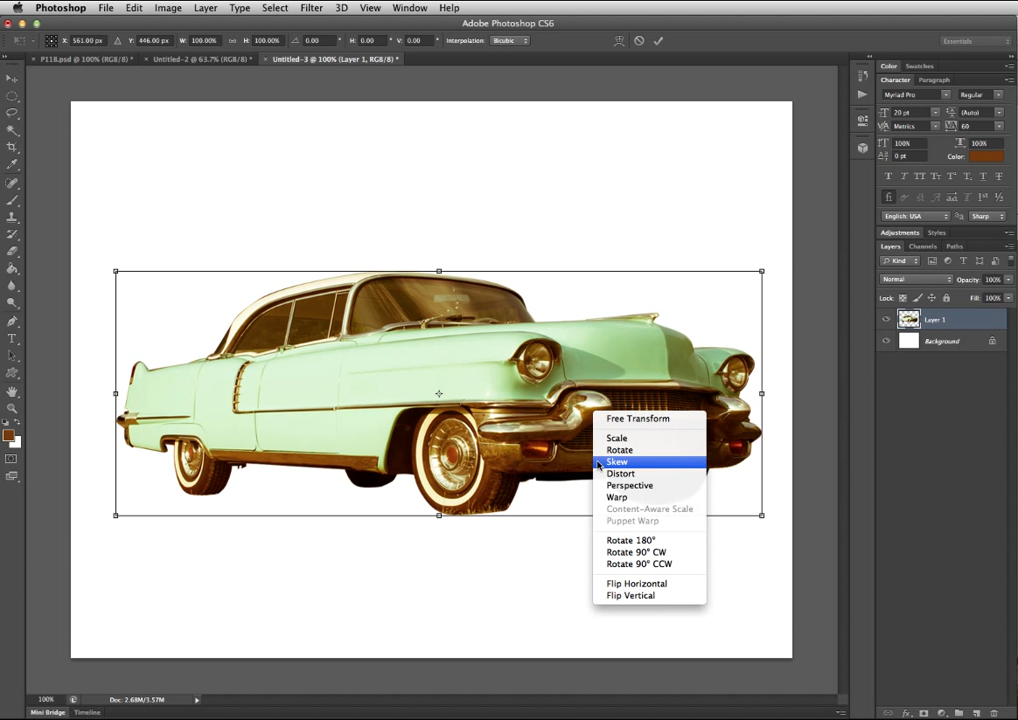 Photoshop File Edit Image Layer Type Select Filter 3D View Window Help
Adobe Photoshop CS6
X: 561.00 px Y: 446.00 px W: 100.00% H: 100.00% 0.00 ° H: 0.00 ° V: 0.00 ° Interpolation: Bicubic Essentials
× P118.psd @ 100% (RGB/8) * × Untitled-2 @ 63.7% (RGB/8) * × Untitled-3 @ 100% (Layer 1, RGB/8) *
Color Swatches
Character Paragraph
Myriad Pro Regular
20 pt (Auto)
Metrics 60
100% 100%
0 pt Color:
English: USA Sharp
Adjustments Styles
Layers Channels Paths
Kind
Normal Opacity: 100%
Lock: Fill: 100%
Layer 1
Background
Free Transform
Scale
Rotate
Skew
Distort
Perspective
Warp
Content-Aware Scale
Puppet Warp
Rotate 180°
Rotate 90° CW
Rotate 90° CCW
Flip Horizontal
Flip Vertical
100% Doc: 2.68M/3.57M
Mini Bridge Timeline